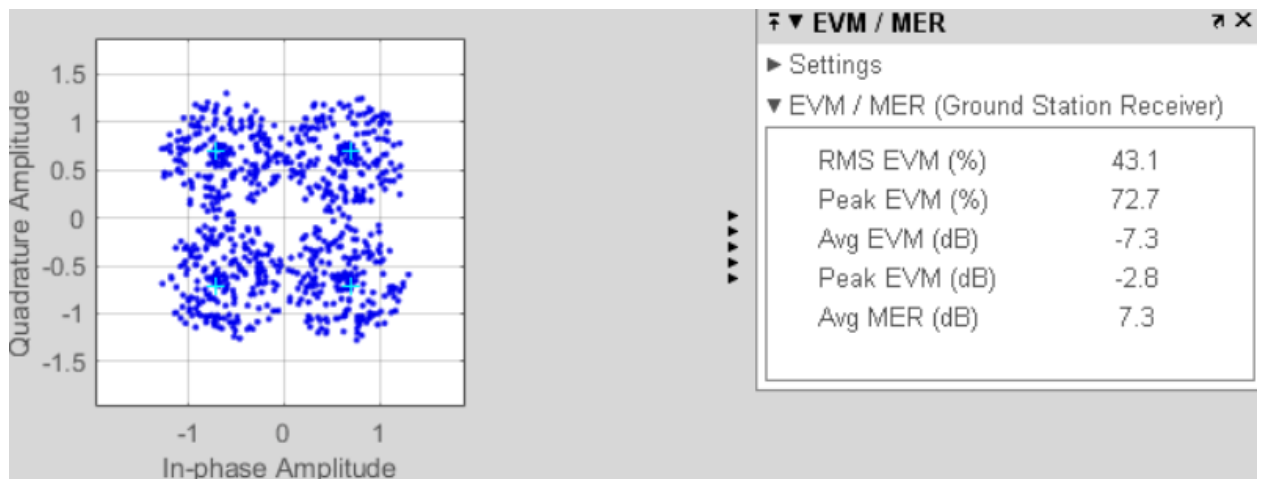 1.5
1
0.5
0
-0.5
-1
-1.5
Quadrature Amplitude
-1 0 1
In-phase Amplitude
EVM / MER
Settings
EVM / MER (Ground Station Receiver)
RMS EVM (%) 43.1
Peak EVM (%) 72.7
Avg EVM (dB) -7.3
Peak EVM (dB) -2.8
Avg MER (dB) 7.3